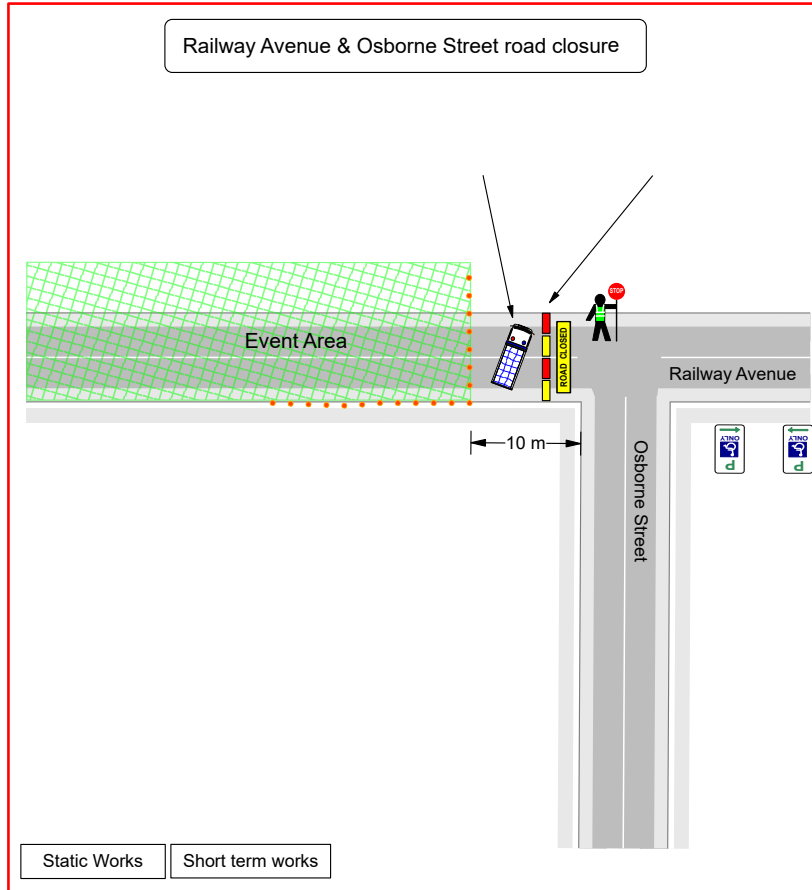 Railway Avenue & Osborne Street road closure
STOP
Event Area
ROAD CLOSED
Railway Avenue
10 m
Osborne Street
P
ONLY
P
ONLY
Static Works
Short term works